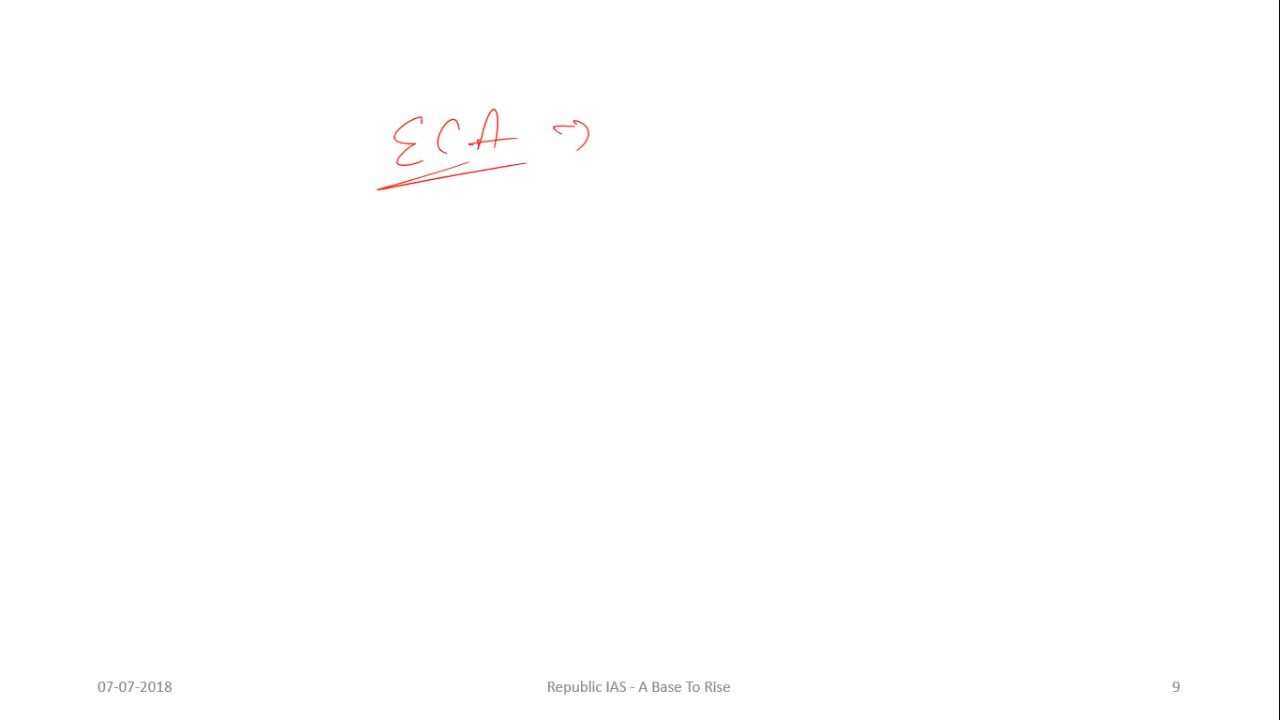 ECA →
07-07-2018 Republic IAS - A Base To Rise 9